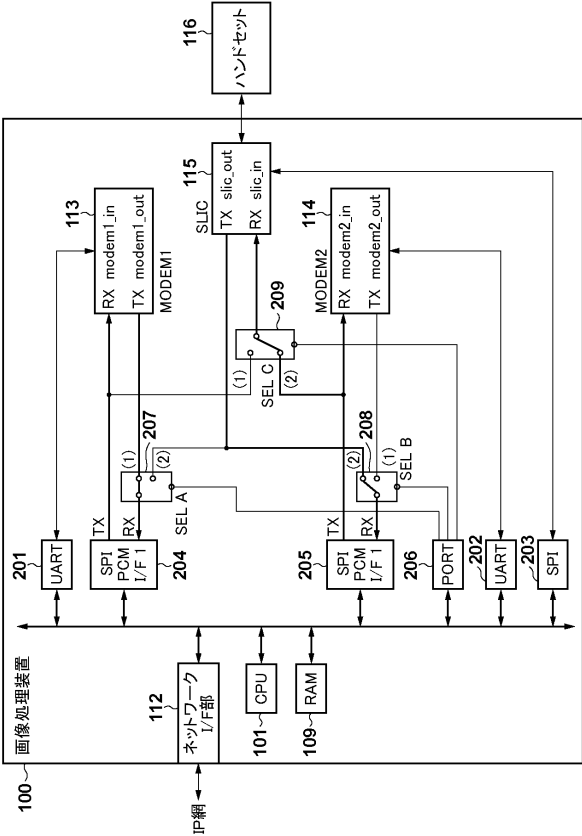 100
画像処理装置
IP網
112
ネットワーク
I/F部
101
CPU
109
RAM
201
UART
204
SPI
PCM
I/F 1
TX
RX
205
SPI
PCM
I/F 1
TX
RX
206
PORT
202
UART
203
SPI
SEL A
207
(1)
(2)
SEL B
208
(2)
(1)
SEL C
209
(1)
(2)
MODEM1
113
RX modem1_in
TX modem1_out
SLIC
115
TX slic_out
RX slic_in
MODEM2
114
RX modem2_in
TX modem2_out
116
ハンドセット